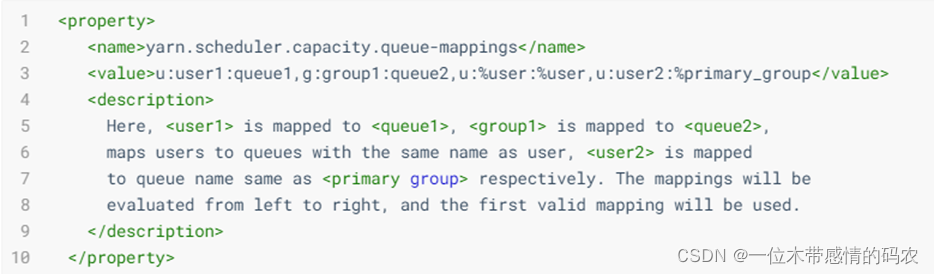 1 <property>
2 <name>yarn.scheduler.capacity.queue-mappings</name>
3 <value>u:user1:queue1,g:group1:queue2,u:%user:%user,u:user2:%primary_group</value>
4 <description>
5 Here, <user1> is mapped to <queue1>, <group1> is mapped to <queue2>,
6 maps users to queues with the same name as user, <user2> is mapped
7 to queue name same as <primary group> respectively. The mappings will be
8 evaluated from left to right, and the first valid mapping will be used.
9 </description>
10 </property>
CSDN @一位木带感情的码农